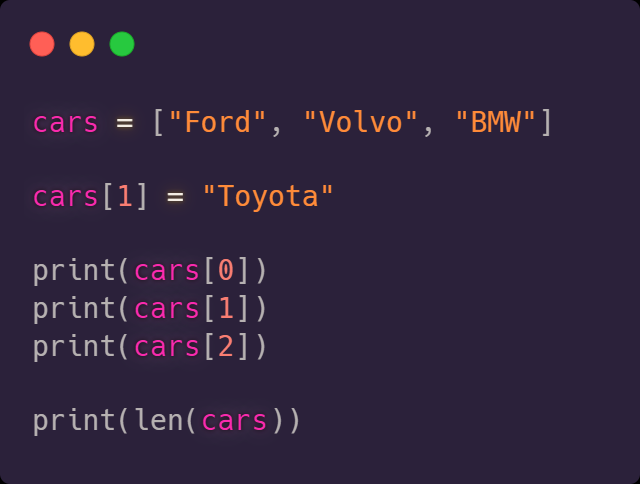 cars = ["Ford", "Volvo", "BMW"]
cars[1] = "Toyota"
print(cars[0])
print(cars[1])
print(cars[2])
print(len(cars))